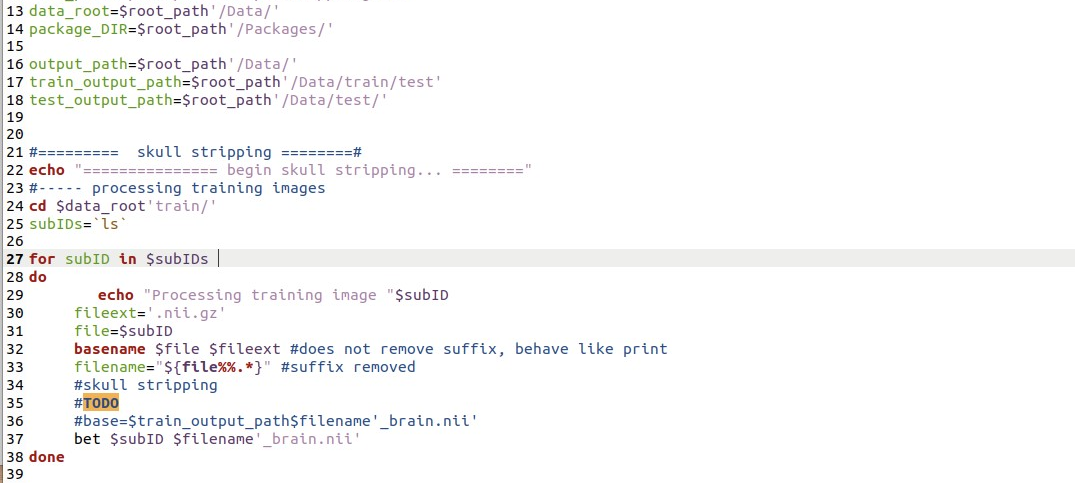 13 data_root=$root_path'/Data/'
14 package_DIR=$root_path'/Packages/'
15
16 output_path=$root_path'/Data/'
17 train_output_path=$root_path'/Data/train/test'
18 test_output_path=$root_path'/Data/test/'
19
20
21 #=========  skull stripping ========#
22 echo "=============== begin skull stripping... ========"
23 #----- processing training images
24 cd $data_root'train/'
25 subIDs=`ls`
26
27 for subID in $subIDs
28 do
29        echo "Processing training image "$subID
30     fileext='.nii.gz'
31     file=$subID
32     basename $file $fileext #does not remove suffix, behave like print
33     filename="${file%%.*}" #suffix removed
34     #skull stripping
35     #TODO
36     #base=$train_output_path$filename'_brain.nii'
37     bet $subID $filename'_brain.nii'
38 done
39